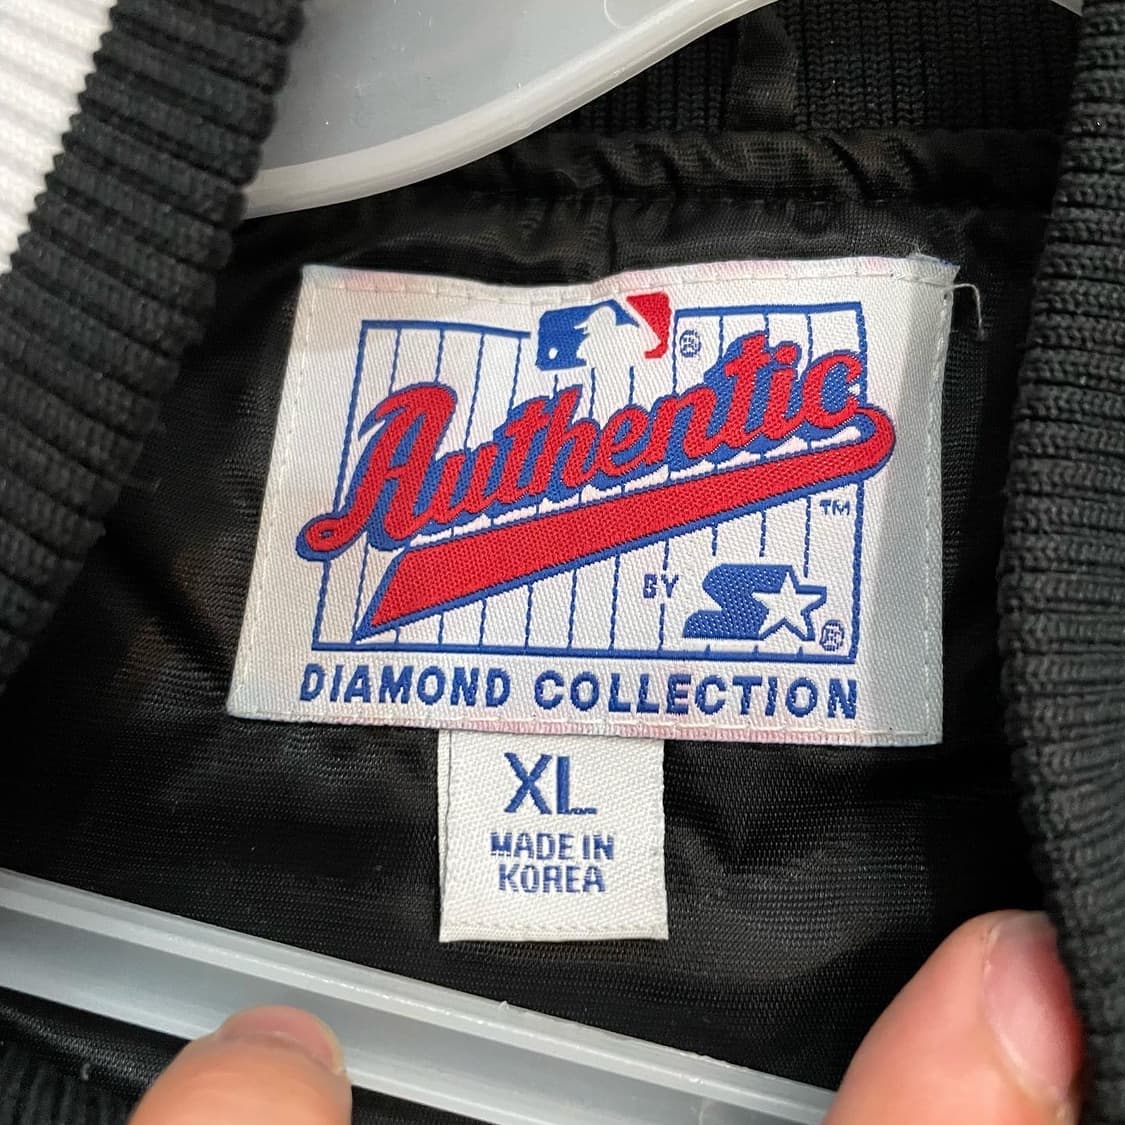 ®
Authentic
TM
BY
®
DIAMOND COLLECTION
XL
MADE IN
KOREA